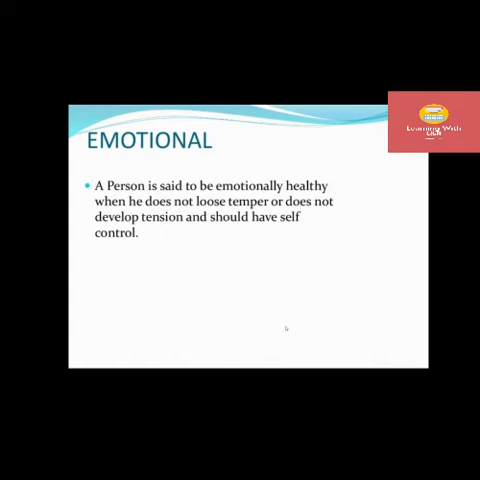 EMOTIONAL
Learning With
A Person is said to be emotionally healthy
when he does not loose temper or does not
develop tension and should have self
control.